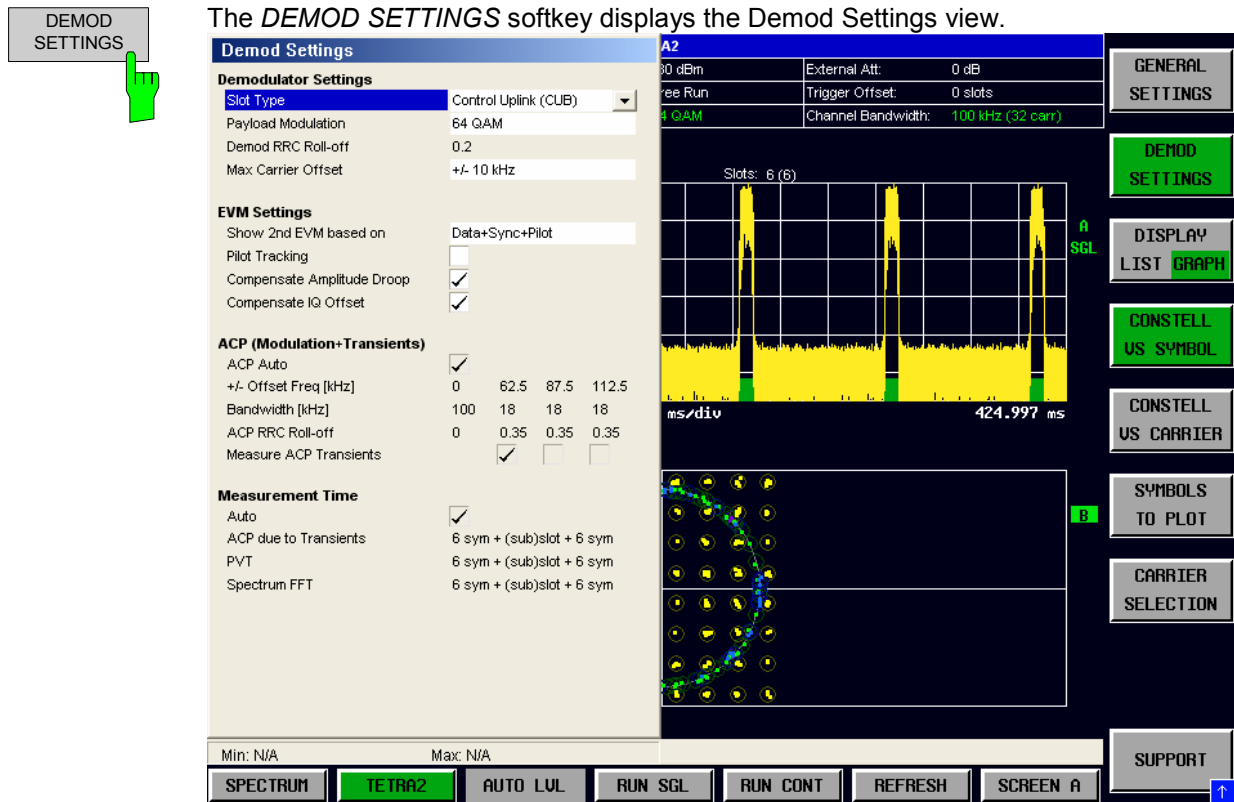 DEMOD
SETTINGS
The DEMOD SETTINGS softkey displays the Demod Settings view.
Demod Settings
Demodulator Settings
Slot Type Control Uplink (CUB)
Payload Modulation 64 QAM
Demod RRC Roll-off 0.2
Max Carrier Offset +/- 10 kHz
EVM Settings
Show 2nd EVM based on Data+Sync+Pilot
Pilot Tracking
Compensate Amplitude Droop
Compensate IQ Offset
ACP (Modulation+Transients)
ACP Auto
+/- Offset Freq [kHz] 0 62.5 87.5 112.5
Bandwidth [kHz] 100 18 18 18
ACP RRC Roll-off 0 0.35 0.35 0.35
Measure ACP Transients
Measurement Time
Auto
ACP due to Transients 6 sym + (sub)slot + 6 sym
PVT 6 sym + (sub)slot + 6 sym
Spectrum FFT 6 sym + (sub)slot + 6 sym
Min: N/A Max: N/A
A2
0 dBm External Att: 0 dB
ree Run Trigger Offset: 0 slots
QAM Channel Bandwidth: 100 kHz (32 carr)
Slots: 6 (6)
A
SGL
ms/div 424.997 ms
B
GENERAL
SETTINGS
DEMOD
SETTINGS
DISPLAY
LIST GRAPH
CONSTELL
VS SYMBOL
CONSTELL
VS CARRIER
SYMBOLS
TO PLOT
CARRIER
SELECTION
SUPPORT
SPECTRUM TETRA2 AUTO LVL RUN SGL RUN CONT REFRESH SCREEN A